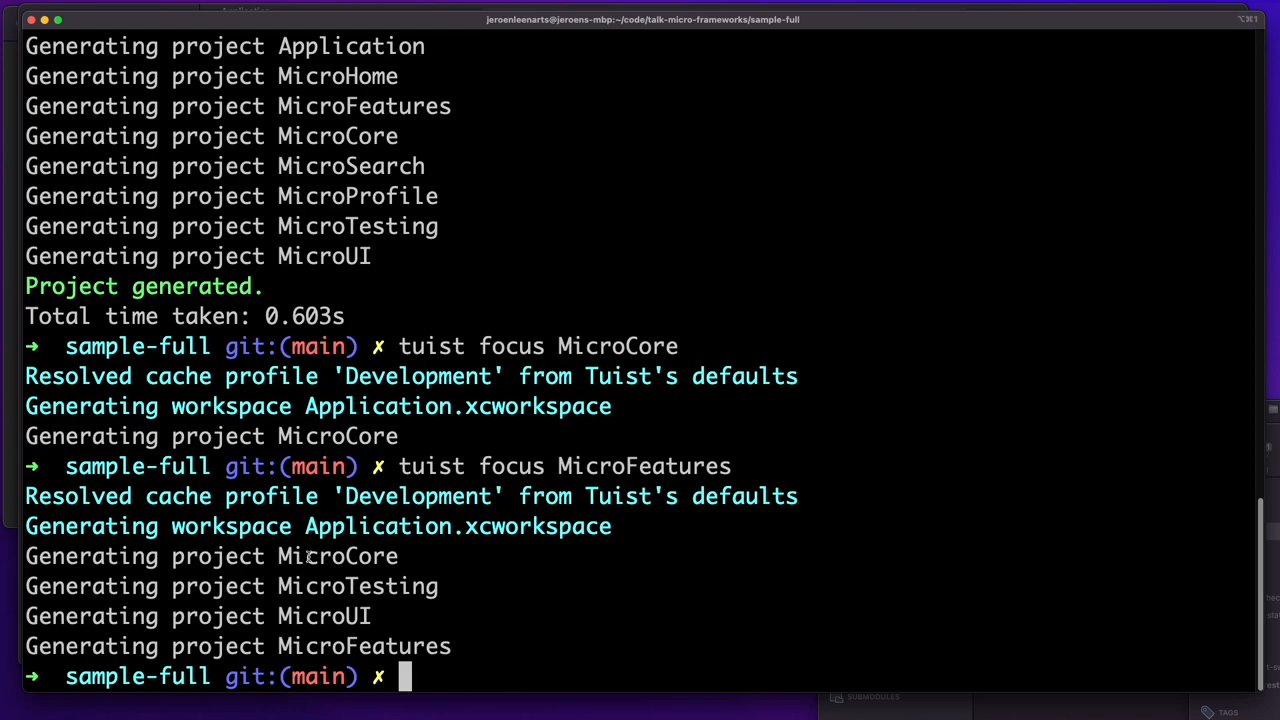 jeroenleenarts@jeroens-mbp:~/code/talk-micro-frameworks/sample-full
⌥⌘1
Generating project Application
Generating project MicroHome
Generating project MicroFeatures
Generating project MicroCore
Generating project MicroSearch
Generating project MicroProfile
Generating project MicroTesting
Generating project MicroUI
Project generated.
Total time taken: 0.603s
➜ sample-full git:(main) ✗ tuist focus MicroCore
Resolved cache profile 'Development' from Tuist's defaults
Generating workspace Application.xcworkspace
Generating project MicroCore
➜ sample-full git:(main) ✗ tuist focus MicroFeatures
Resolved cache profile 'Development' from Tuist's defaults
Generating workspace Application.xcworkspace
Generating project MicroCore
Generating project MicroTesting
Generating project MicroUI
Generating project MicroFeatures
➜ sample-full git:(main) ✗
SUBMODULES
TAGS